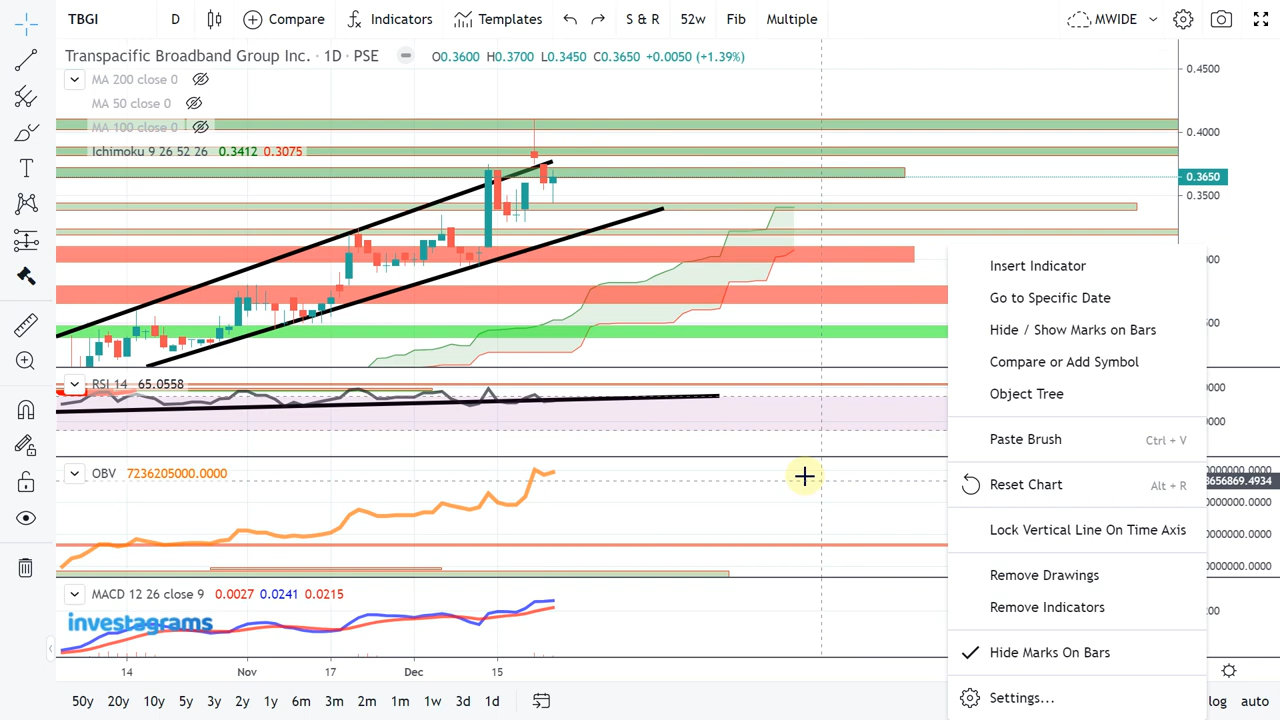 TBGI D Compare Indicators Templates S & R 52w Fib Multiple MWIDE
Transpacific Broadband Group Inc. · 1D · PSE O0.3600 H0.3700 L0.3450 C0.3650 +0.0050 (+1.39%)
MA 200 close 0
MA 50 close 0
MA 100 close 0
Ichimoku 9 26 52 26 0.3412 0.3075
0.4500
0.4000
0.3650
0.3500
Insert Indicator
Go to Specific Date
Hide / Show Marks on Bars
Compare or Add Symbol
Object Tree
Paste Brush Ctrl + V
Reset Chart Alt + R
Lock Vertical Line On Time Axis
Remove Drawings
Remove Indicators
Hide Marks On Bars
Settings...
RSI 14 65.0558
OBV 7236205000.0000
MACD 12 26 close 9 0.0027 0.0241 0.0215
investagrams
14 Nov 17 Dec 15
50y 20y 10y 5y 3y 2y 1y 6m 3m 2m 1m 1w 3d 1d log auto